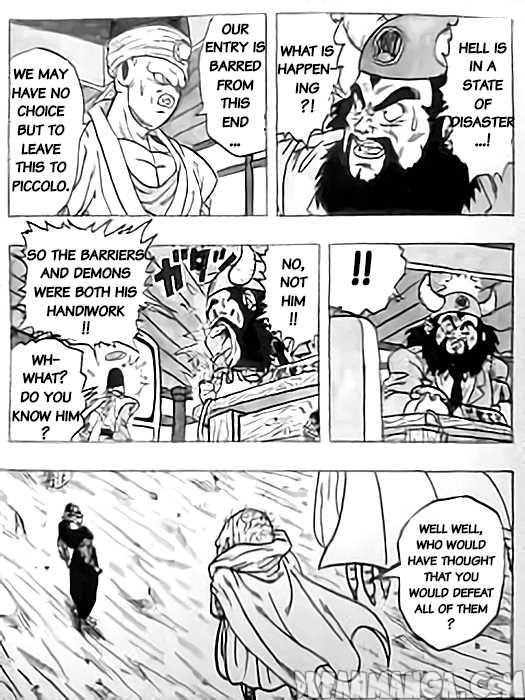 HELL IS
IN A
STATE
OF
DISASTER
...!
WHAT IS
HAPPEN-
ING
?!
OUR
ENTRY IS
BARRED
FROM
THIS
END
...
WE MAY
HAVE NO
CHOICE
BUT TO
LEAVE
THIS TO
PICCOLO.
!!
NO,
NOT
HIM
!!
SO THE BARRIERS
AND DEMONS
WERE BOTH HIS
HANDIWORK
!!
WH-
WHAT?
DO YOU
KNOW HIM
?
WELL WELL,
WHO WOULD
HAVE THOUGHT
THAT YOU
WOULD DEFEAT
ALL OF THEM
?